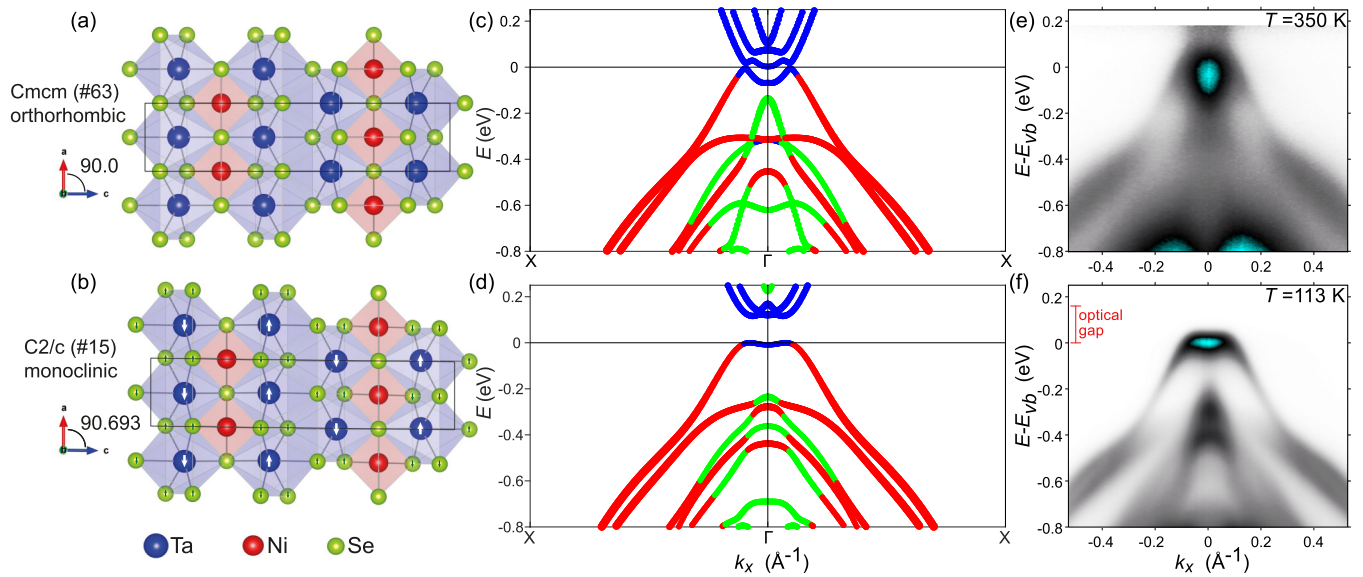 (a)
Cmcm (#63)
orthorhombic
a
90.0
b
c
(b)
C2/c (#15)
monoclinic
a
90.693
b
c
Ta
Ni
Se
(c)
E (eV)
0.2
0
-0.2
-0.4
-0.6
-0.8
X
Γ
X
(d)
E (eV)
0.2
0
-0.2
-0.4
-0.6
-0.8
X
Γ
X
kx (Å-1)
(e)
T =350 K
E-Evb (eV)
0.2
0
-0.2
-0.4
-0.6
-0.8
-0.4
-0.2
0
0.2
0.4
(f)
T =113 K
optical
gap
E-Evb (eV)
0.2
0
-0.2
-0.4
-0.6
-0.8
-0.4
-0.2
0
0.2
0.4
kx (Å-1)